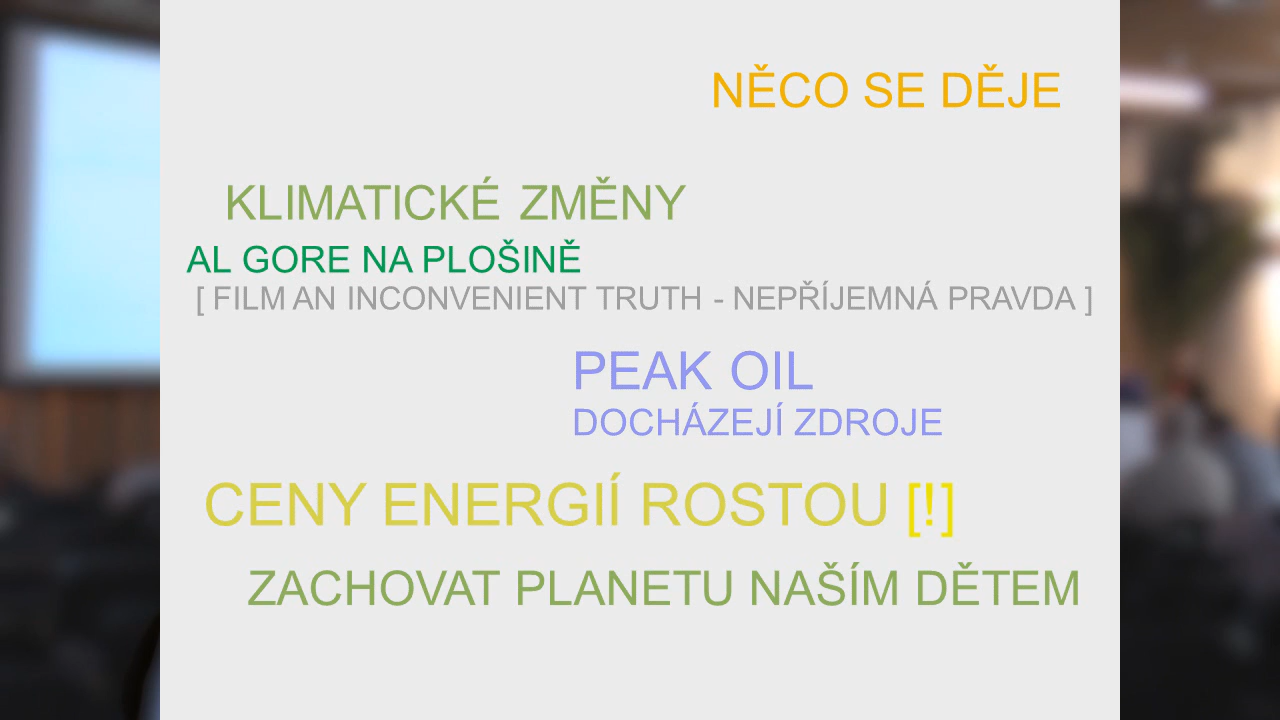 NĚCO SE DĚJE
KLIMATICKÉ ZMĚNY
AL GORE NA PLOŠINĚ
[ FILM AN INCONVENIENT TRUTH - NEPŘÍJEMNÁ PRAVDA ]
PEAK OIL
DOCHÁZEJÍ ZDROJE
CENY ENERGIÍ ROSTOU [!]
ZACHOVAT PLANETU NAŠÍM DĚTEM